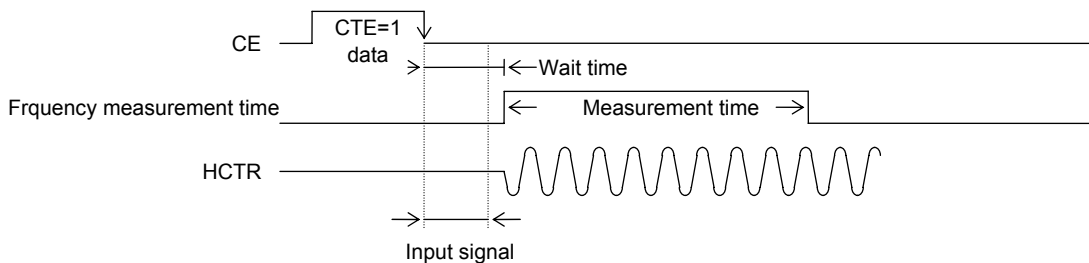 CTE=1
CE
data
Wait time
Frquency measurement time
Measurement time
HCTR
Input signal